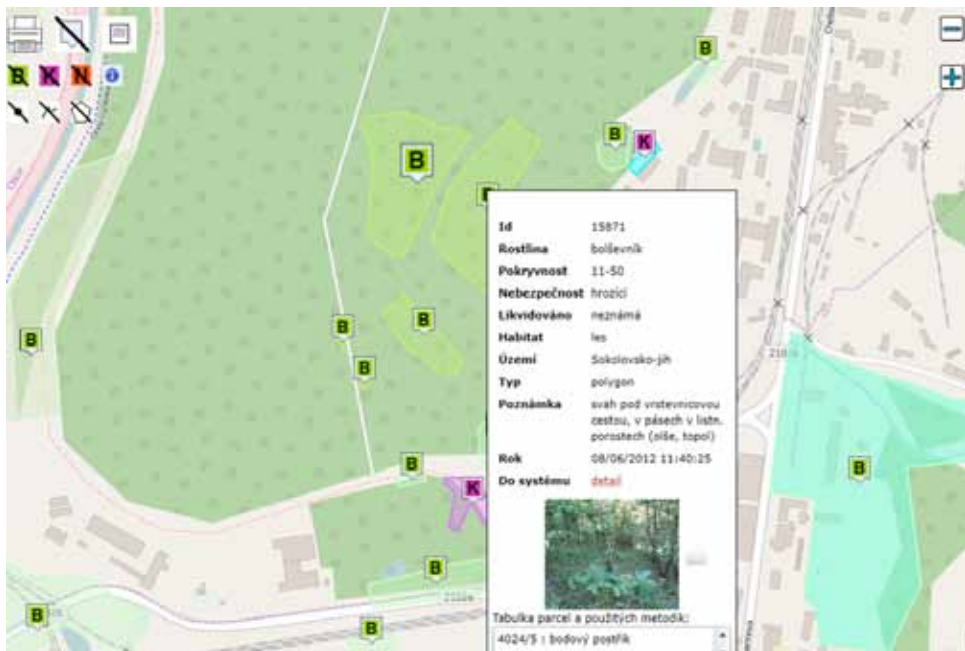 B K N i
B
B
K
B
B
Id 15871
Rostlina bolševník
Pokryvnost 11-50
Nebezpečnost hrozící
Likvidováno neznámá
B
B
B
Habitat les
Území Sokolovsko-jih
B
Typ polygon
Poznámka svah pod vrstevnicovou
cestou, v pásech v listn.
porostech (olše, topol)
Rok 08/06/2012 11:40:25
B
B
Do systému detail
K
B
B
B
Tabulka parcel a použitých metodik:
4024/5 : bodový postřik